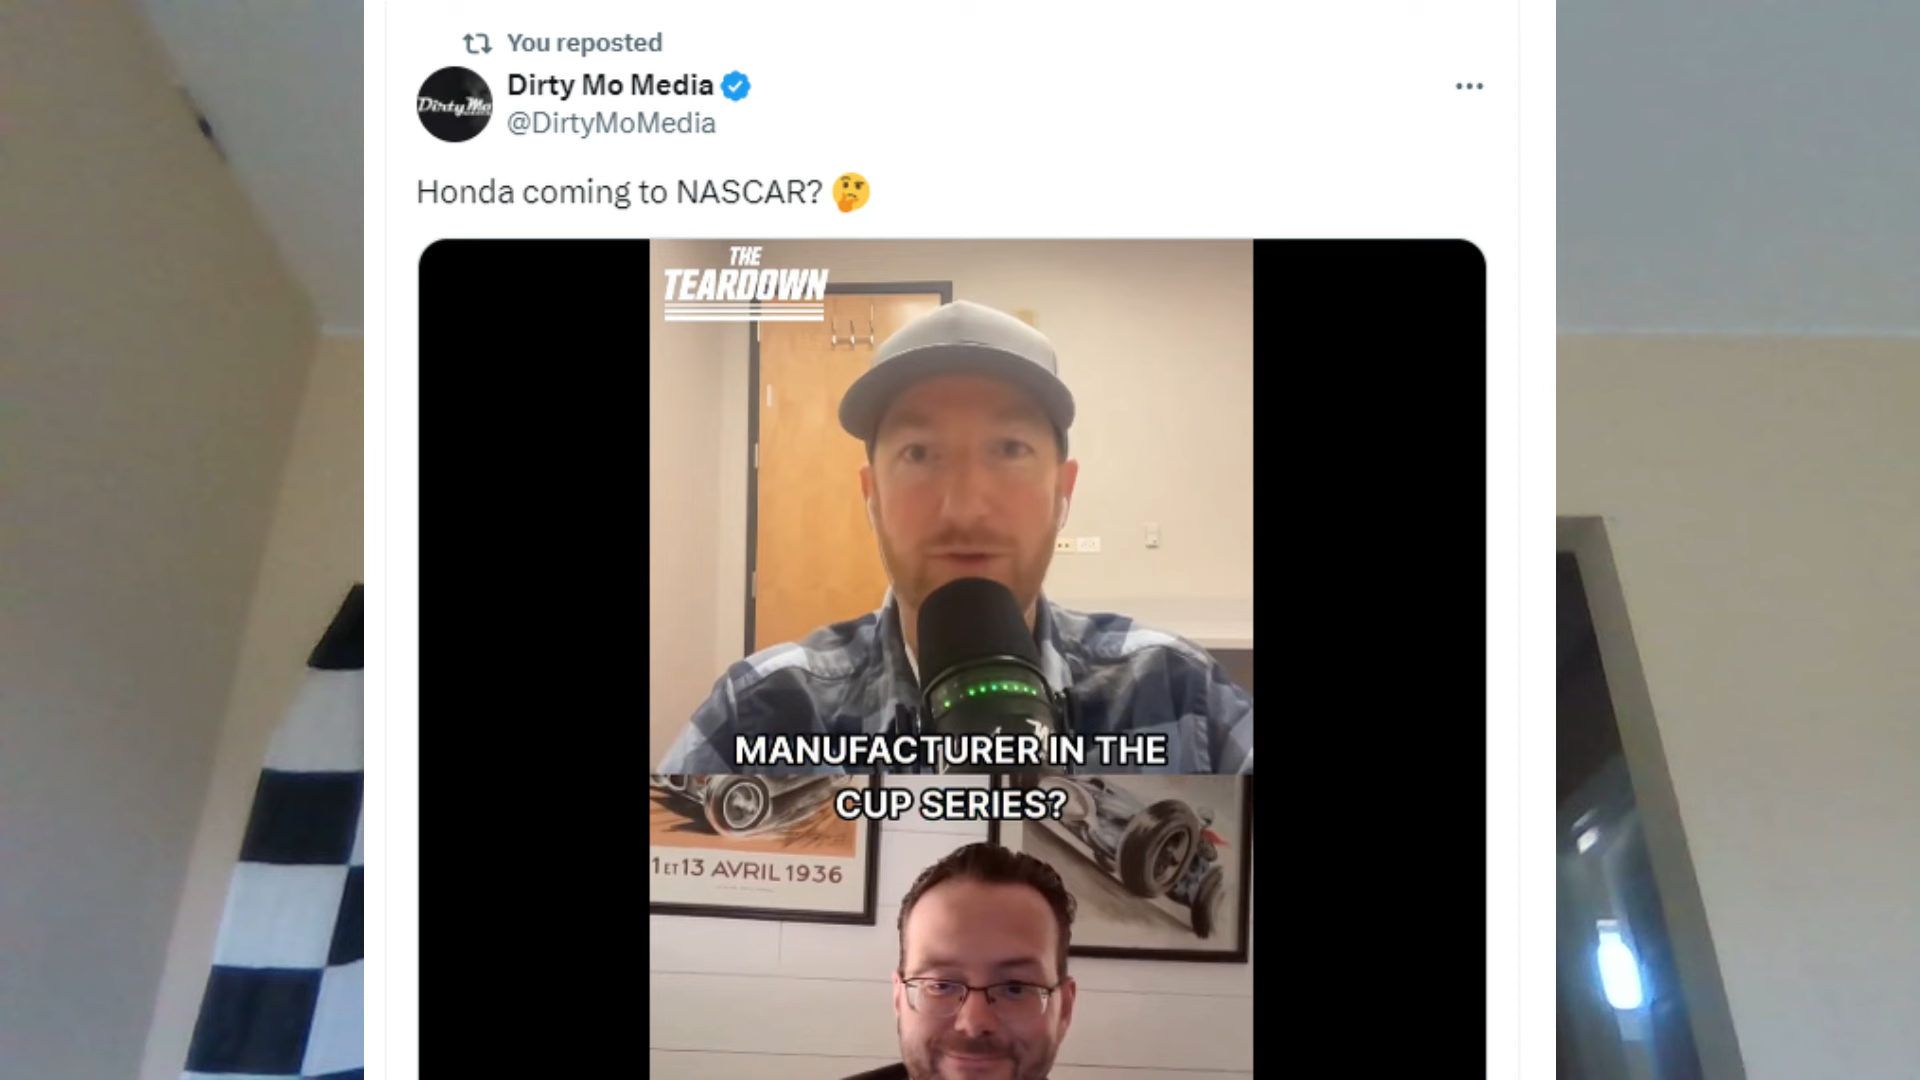 You reposted
Dirty Mo Media
DirtyMo
@DirtyMoMedia
Honda coming to NASCAR? 🤔
THE
TEARDOWN
MANUFACTURER IN THE
CUP SERIES?
1 ET 13 AVRIL 1936